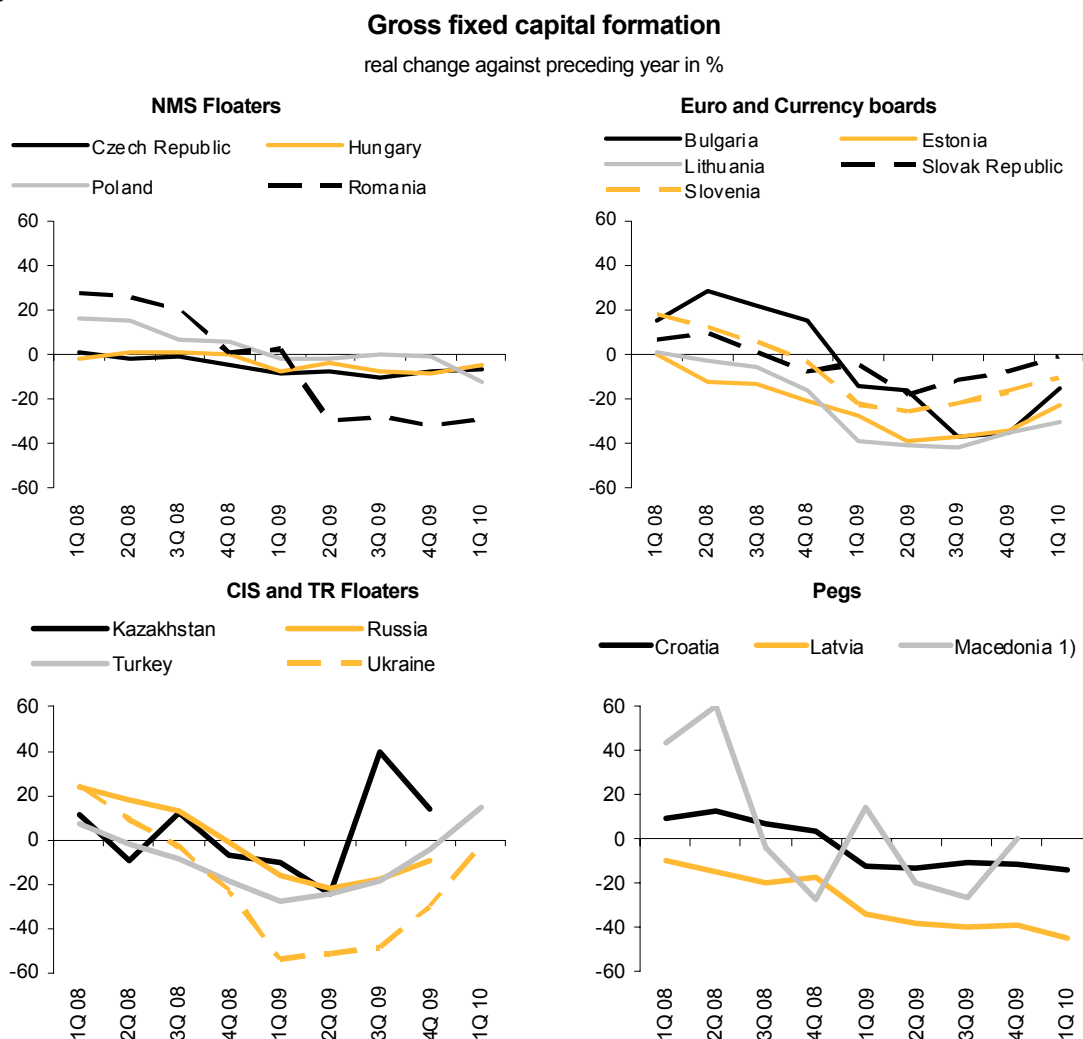 Gross fixed capital formation
real change against preceding year in %
NMS Floaters
Czech Republic Hungary
Poland Romania
60
40
20
0
-20
-40
-60
1Q 08 2Q 08 3Q 08 4Q 08 1Q 09 2Q 09 3Q 09 4Q 09 1Q 10
Euro and Currency boards
Bulgaria Estonia
Lithuania Slovak Republic
Slovenia
60
40
20
0
-20
-40
-60
1Q 08 2Q 08 3Q 08 4Q 08 1Q 09 2Q 09 3Q 09 4Q 09 1Q 10
CIS and TR Floaters
Kazakhstan Russia
Turkey Ukraine
60
40
20
0
-20
-40
-60
1Q 08 2Q 08 3Q 08 4Q 08 1Q 09 2Q 09 3Q 09 4Q 09 1Q 10
Pegs
Croatia Latvia Macedonia 1)
60
40
20
0
-20
-40
-60
1Q 08 2Q 08 3Q 08 4Q 08 1Q 09 2Q 09 3Q 09 4Q 09 1Q 10